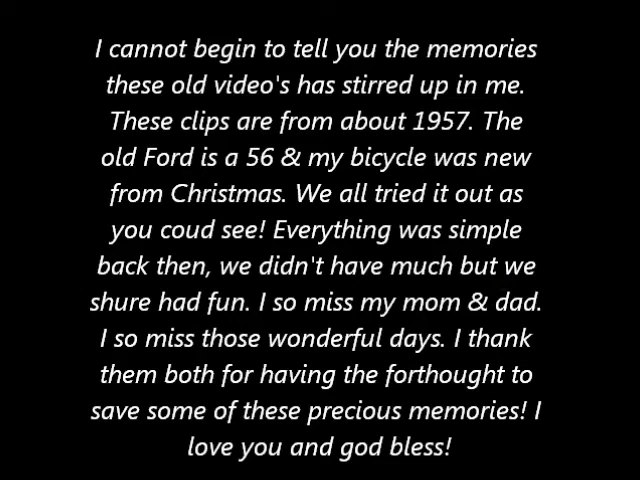 I cannot begin to tell you the memories
these old video's has stirred up in me.
These clips are from about 1957. The
old Ford is a 56 & my bicycle was new
from Christmas. We all tried it out as
you coud see! Everything was simple
back then, we didn't have much but we
shure had fun. I so miss my mom & dad.
I so miss those wonderful days. I thank
them both for having the forthought to
save some of these precious memories! I
love you and god bless!